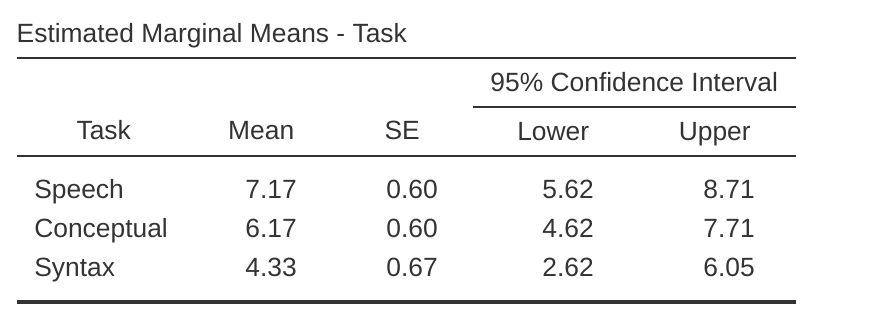 Estimated Marginal Means - Task
95% Confidence Interval
Task Mean SE Lower Upper
Speech 7.17 0.60 5.62 8.71
Conceptual 6.17 0.60 4.62 7.71
Syntax 4.33 0.67 2.62 6.05